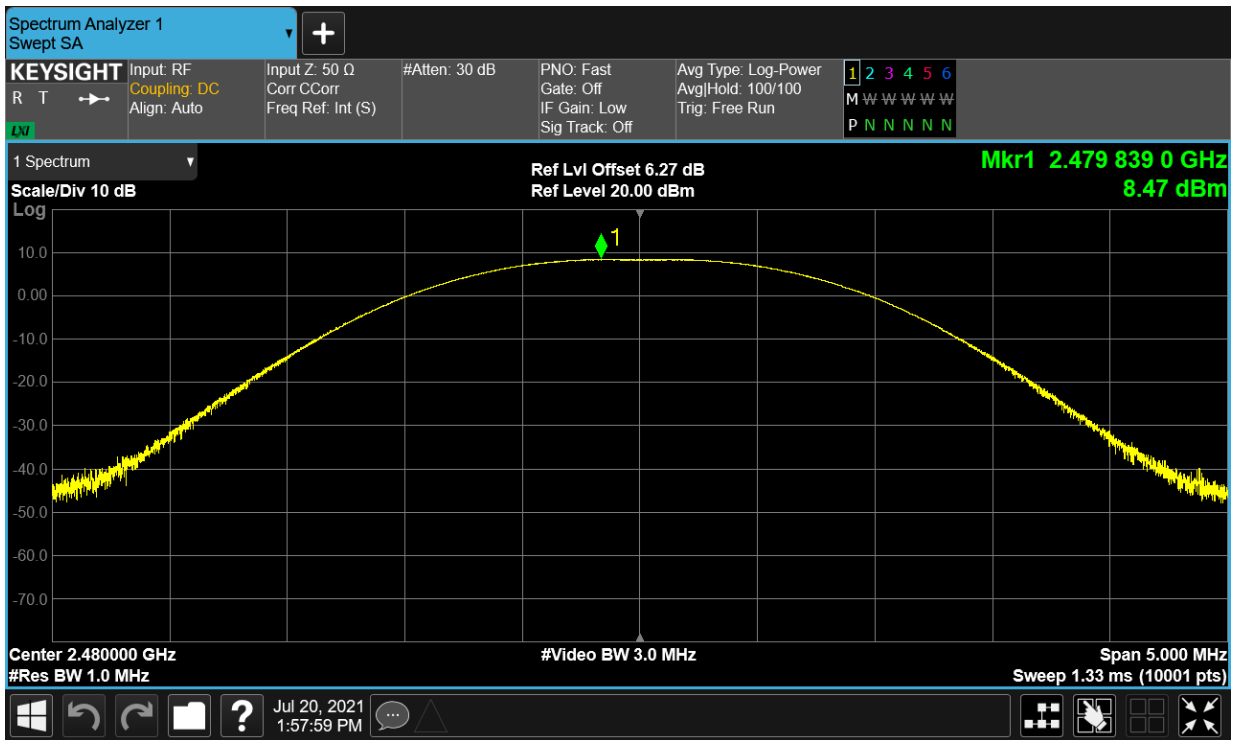 Spectrum Analyzer 1
Swept SA
KEYSIGHT
R T
LXI
Input: RF
Coupling: DC
Align: Auto
Input Z: 50 Ω
Corr CCorr
Freq Ref: Int (S)
#Atten: 30 dB
PNO: Fast
Gate: Off
IF Gain: Low
Sig Track: Off
Avg Type: Log-Power
Avg|Hold: 100/100
Trig: Free Run
1 2 3 4 5 6
M W W W W W
P N N N N N
1 Spectrum
Scale/Div 10 dB
Log
Ref Lvl Offset 6.27 dB
Ref Level 20.00 dBm
Mkr1 2.479 839 0 GHz
8.47 dBm
1
10.0
0.00
-10.0
-20.0
-30.0
-40.0
-50.0
-60.0
-70.0
Center 2.480000 GHz
#Video BW 3.0 MHz
Span 5.000 MHz
#Res BW 1.0 MHz
Sweep 1.33 ms (10001 pts)
Jul 20, 2021
1:57:59 PM